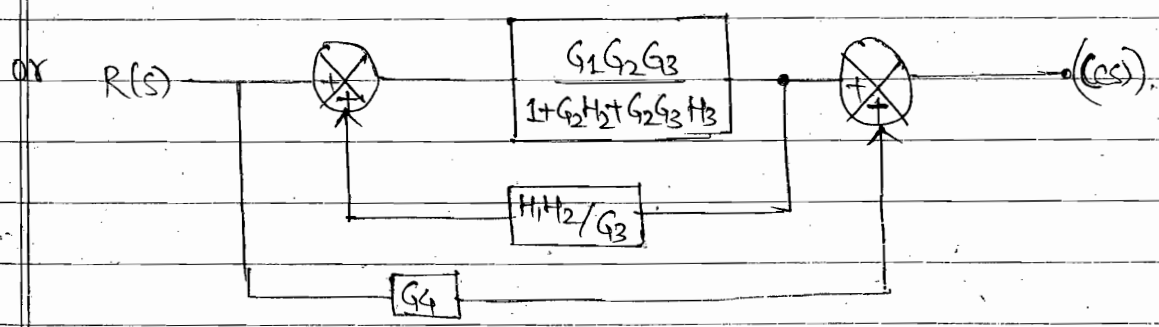 or R(S) + + G1G2G3 + + C(s).
1+G2H2+G2G3H3
H1H2/G3
G4